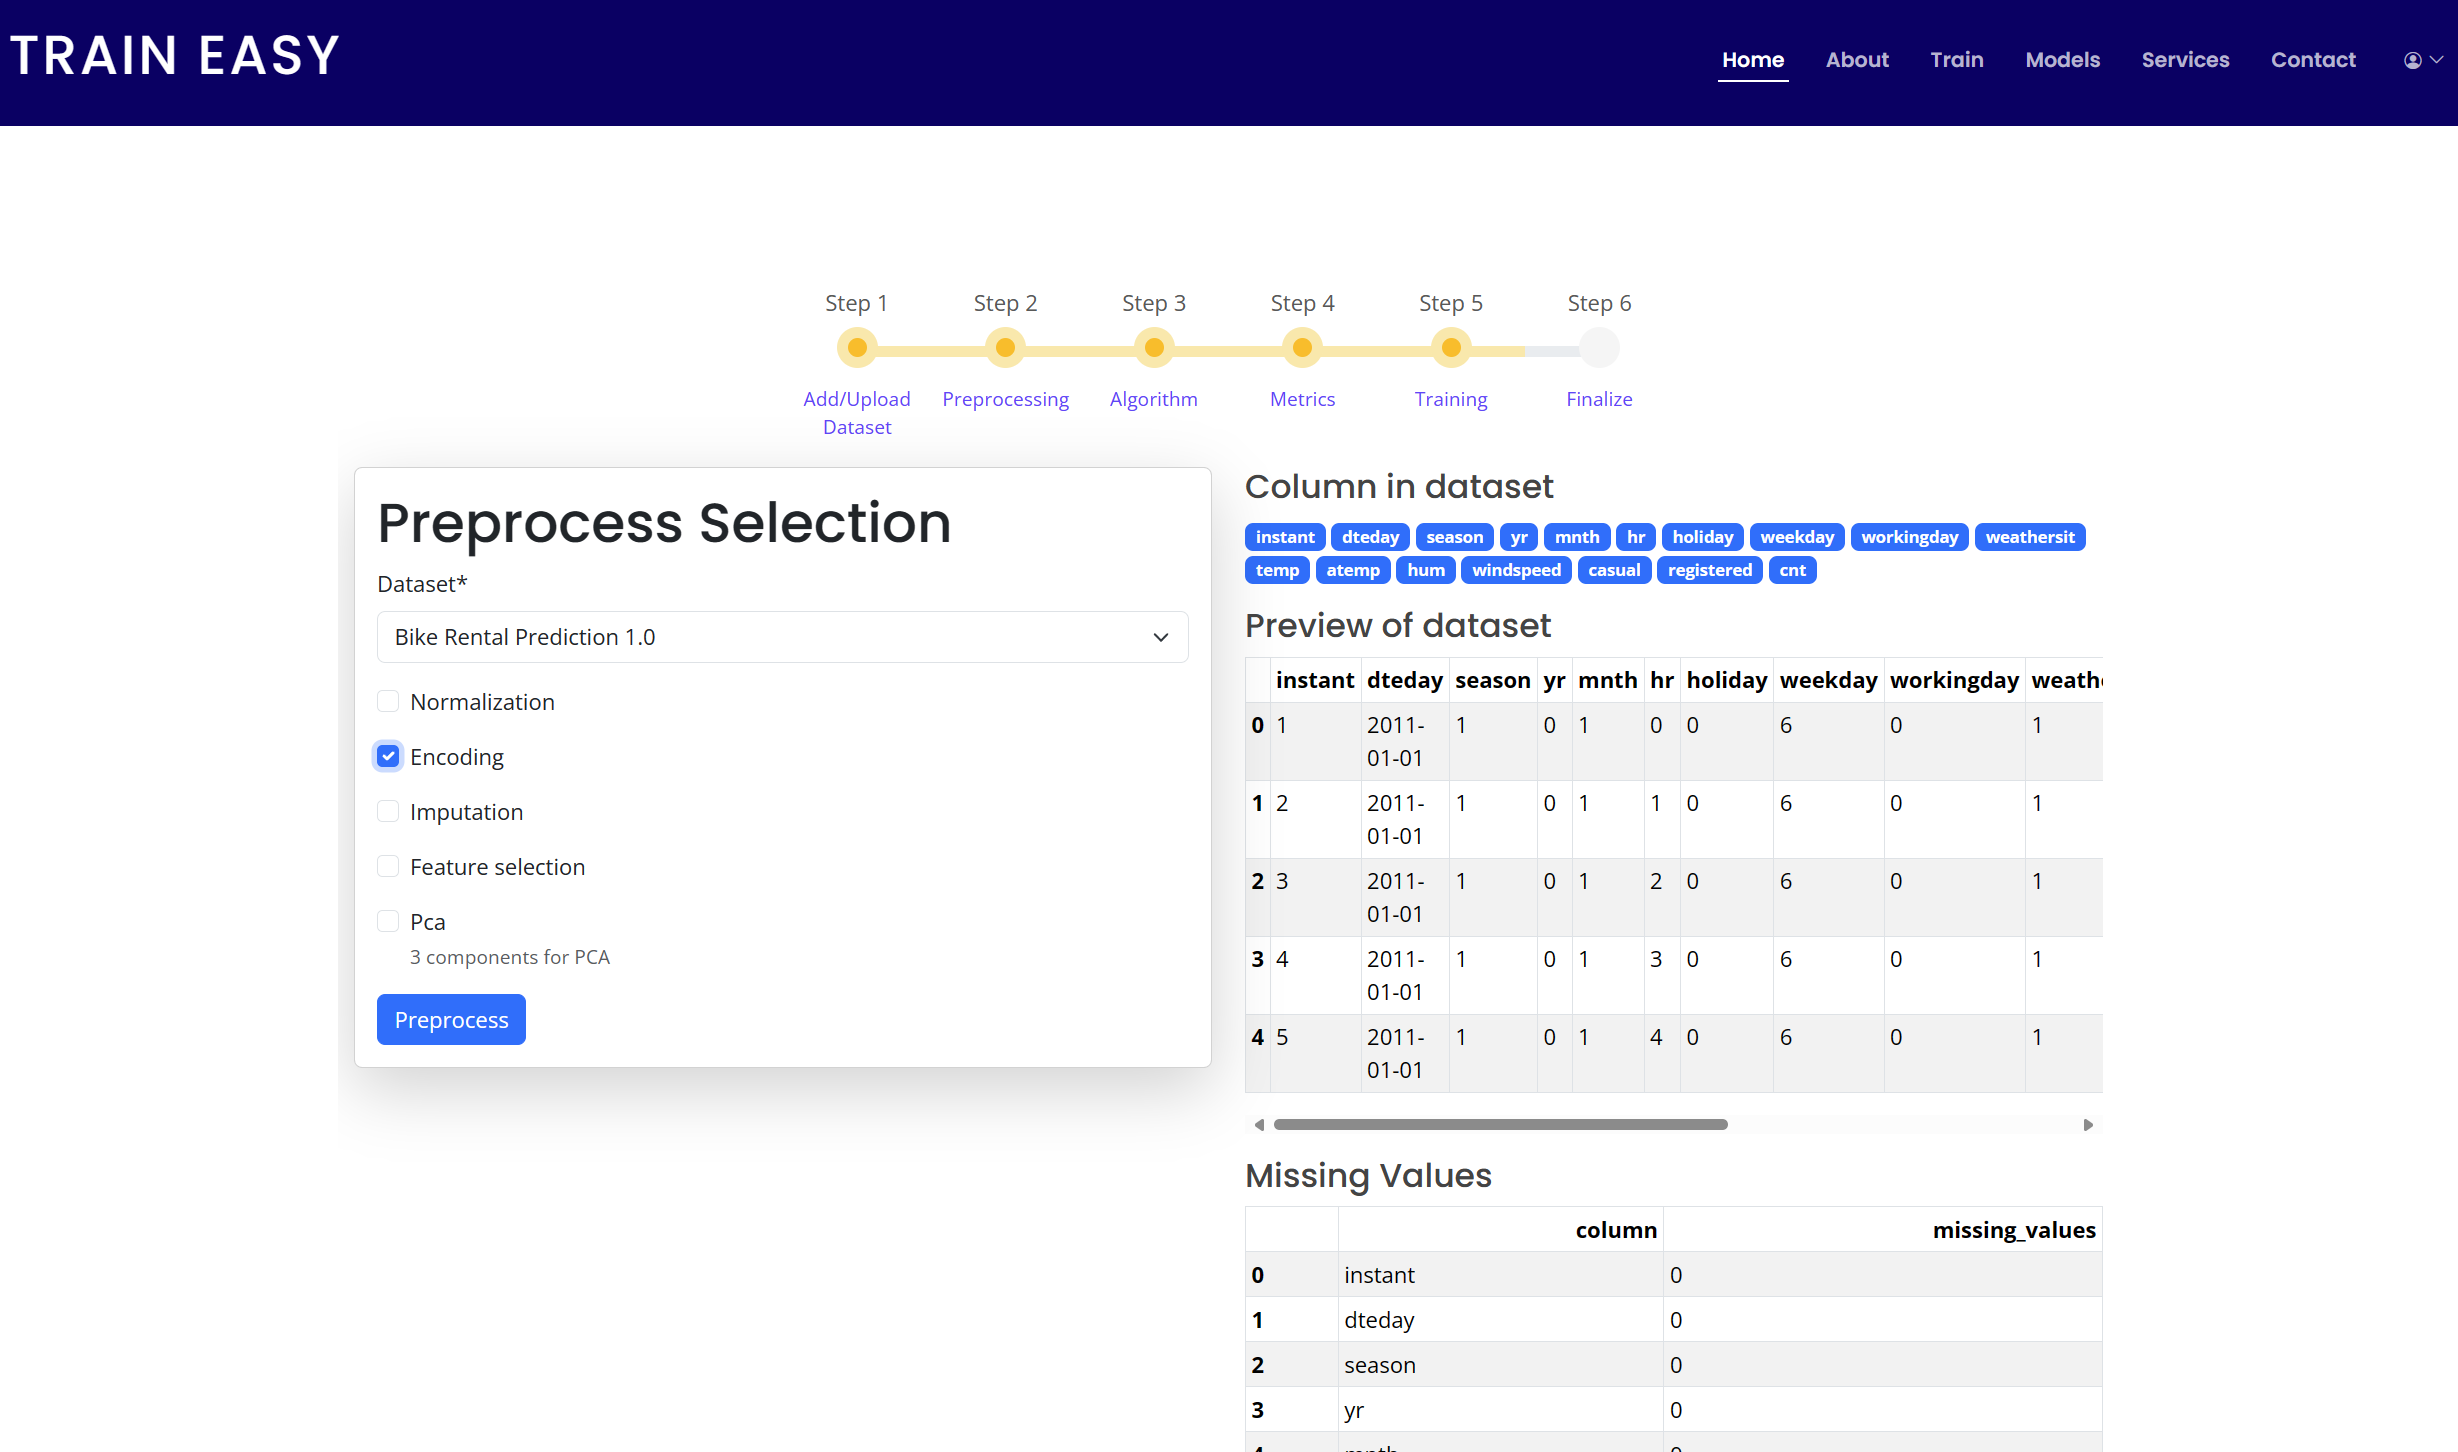 TRAIN EASY
Home About Train Models Services Contact
Step 1 Step 2 Step 3 Step 4 Step 5 Step 6
Add/Upload Dataset Preprocessing Algorithm Metrics Training Finalize
Preprocess Selection
Dataset*
Bike Rental Prediction 1.0
Normalization
Encoding
Imputation
Feature selection
Pca
3 components for PCA
Preprocess
Column in dataset
instant dteday season yr mnth hr holiday weekday workingday weathersit
temp atemp hum windspeed casual registered cnt
Preview of dataset
instant dteday season yr mnth hr holiday weekday workingday
0 1 2011-01-01 1 0 1 0 0 6 0 1
1 2 2011-01-01 1 0 1 1 0 6 0 1
2 3 2011-01-01 1 0 1 2 0 6 0 1
3 4 2011-01-01 1 0 1 3 0 6 0 1
4 5 2011-01-01 1 0 1 4 0 6 0 1
Missing Values
column missing_values
0 instant 0
1 dteday 0
2 season 0
3 yr 0